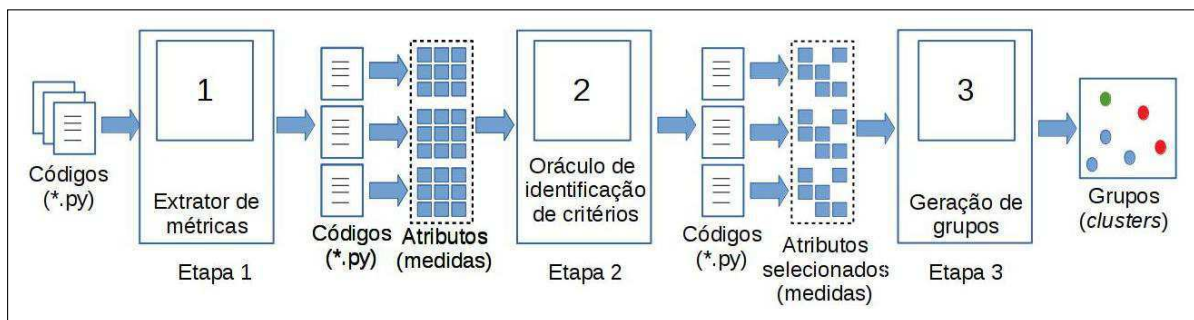 1
2
3
Códigos
(*.py)
Extrator de
métricas
Etapa 1
Códigos
(*.py)
Atributos
(medidas)
Oráculo de
identificação
de critérios
Etapa 2
Códigos
(*.py)
Atributos
selecionados
(medidas)
Geração de
grupos
Etapa 3
Grupos
(clusters)